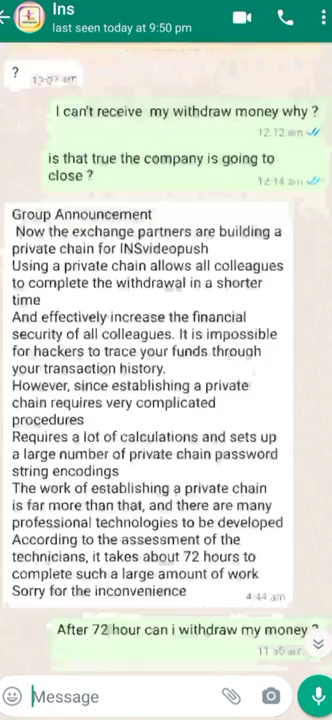 Ins
last seen today at 9:50 pm
?
12:07 am
I can't receive my withdraw money why ?
12:12 am
is that true the company is going to
close ?
12:14 am
Group Announcement
Now the exchange partners are building a
private chain for INSvideopush
Using a private chain allows all colleagues
to complete the withdrawal in a shorter
time
And effectively increase the financial
security of all colleagues. It is impossible
for hackers to trace your funds through
your transaction history.
However, since establishing a private
chain requires very complicated
procedures
Requires a lot of calculations and sets up
a large number of private chain password
string encodings
The work of establishing a private chain
is far more than that, and there are many
professional technologies to be developed
According to the assessment of the
technicians, it takes about 72 hours to
complete such a large amount of work
Sorry for the inconvenience
4:44 am
After 72 hour can i withdraw my money ?
Message